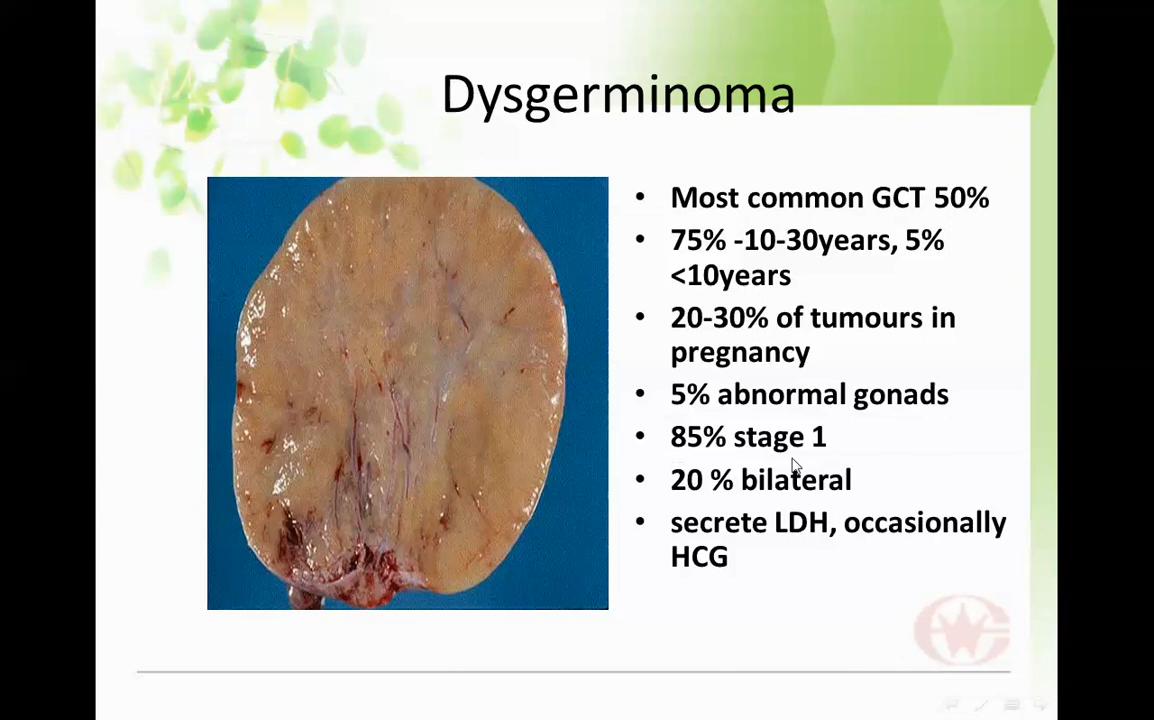 Dysgerminoma
• Most common GCT 50%
• 75% -10-30years, 5%
<10years
• 20-30% of tumours in
pregnancy
• 5% abnormal gonads
• 85% stage 1
• 20 % bilateral
• secrete LDH, occasionally
HCG